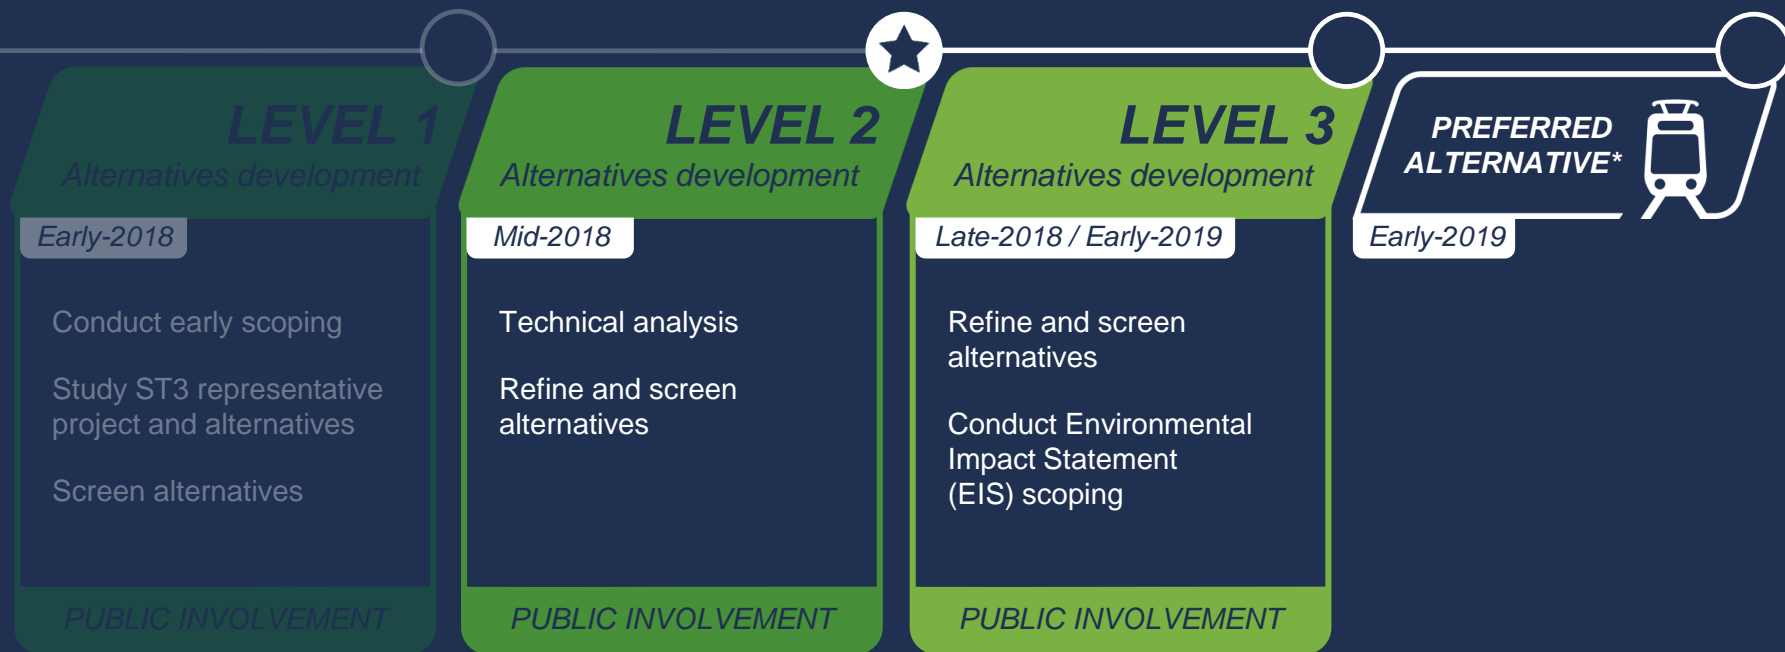 LEVEL 1
Alternatives development
Early-2018
Conduct early scoping
Study ST3 representative
project and alternatives
Screen alternatives
PUBLIC INVOLVEMENT
LEVEL 2
Alternatives development
Mid-2018
Technical analysis
Refine and screen
alternatives
PUBLIC INVOLVEMENT
LEVEL 3
Alternatives development
Late-2018 / Early-2019
Refine and screen
alternatives
Conduct Environmental
Impact Statement
(EIS) scoping
PUBLIC INVOLVEMENT
PREFERRED
ALTERNATIVE*
Early-2019